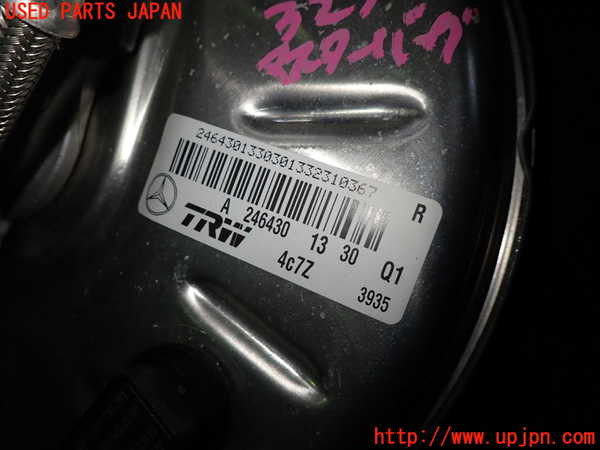 USED PARTS JAPAN
2464301330301332310367
R
A 246430 13 30 Q1
TRW
4c7Z 3935
http://www.upjpn.com/